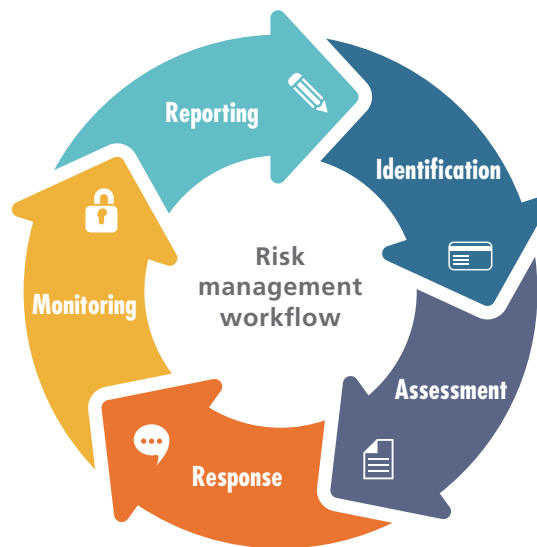 Reporting
Identification
Risk
management
workflow
Monitoring
Assessment
Response